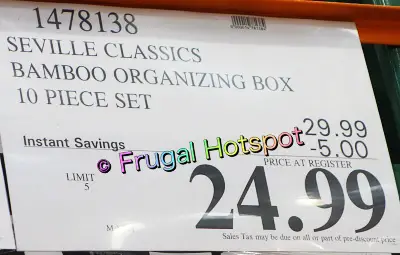 1478138
SEVILLE CLASSICS
BAMBOO ORGANIZING BOX
10 PIECE SET
29.99
Instant Savings -5.00
© Frugal Hotspot
PRICE AT REGISTER
LIMIT
5
24.99
Sales Tax may be due on all or part of pre-discount price